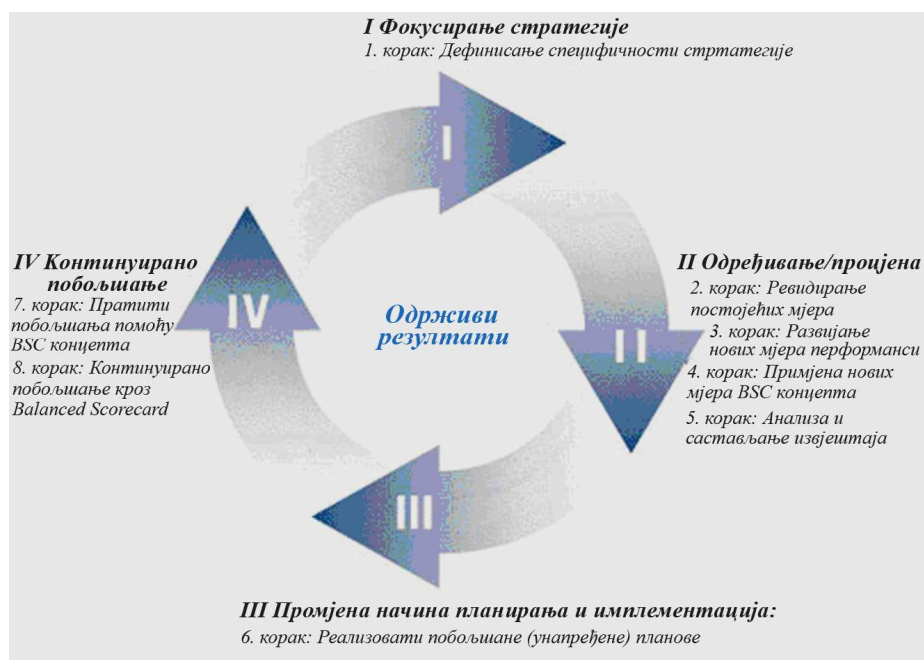 I Фокусирање стратегије
1. корак: Дефинисање специфичности стртатегије
I
II Одређивање/процјена
2. корак: Ревидирање
постојећих мјера
3. корак: Развијање
нових мјера перформанси
4. корак: Примјена нових
мјера BSC концепта
5. корак: Анализа и
састављање извјештаја
II
Одрживи
резултати
IV Континуирано
побољшање
7. корак: Пратити
побољшања помоћу
BSC концепта
8. корак: Континуирано
побољшање кроз
Balanced Scorecard
IV
III
III Промјена начина планирања и имплементација:
6. корак: Реализовати побољшане (унапређене) планове